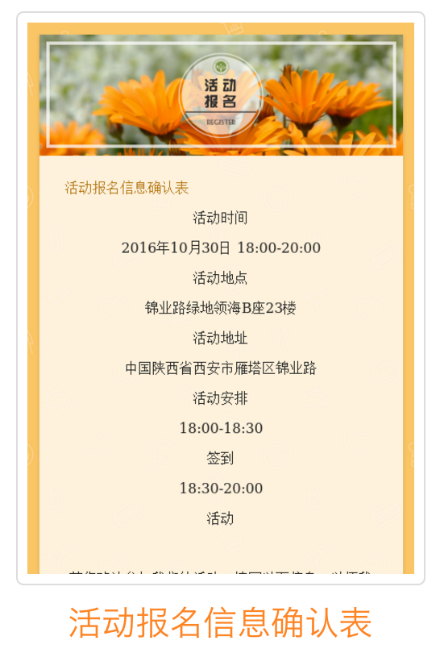 活动
报名
REGISTER
活动报名信息确认表
活动时间
2016年10月30日 18:00-20:00
活动地点
锦业路绿地领海B座23楼
活动地址
中国陕西省西安市雁塔区锦业路
活动安排
18:00-18:30
签到
18:30-20:00
活动
活动报名信息确认表